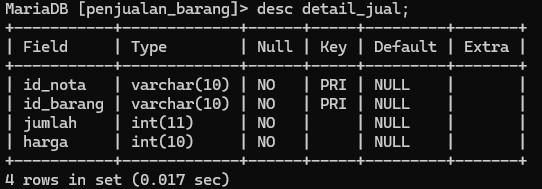 MariaDB [penjualan_barang]> desc detail_jual;
+-----------+-------------+------+-----+---------+-------+
| Field     | Type        | Null | Key | Default | Extra |
+-----------+-------------+------+-----+---------+-------+
| id_nota   | varchar(10) | NO   | PRI | NULL    |       |
| id_barang | varchar(10) | NO   | PRI | NULL    |       |
| jumlah    | int(11)     | NO   |     | NULL    |       |
| harga     | int(10)     | NO   |     | NULL    |       |
+-----------+-------------+------+-----+---------+-------+
4 rows in set (0.017 sec)